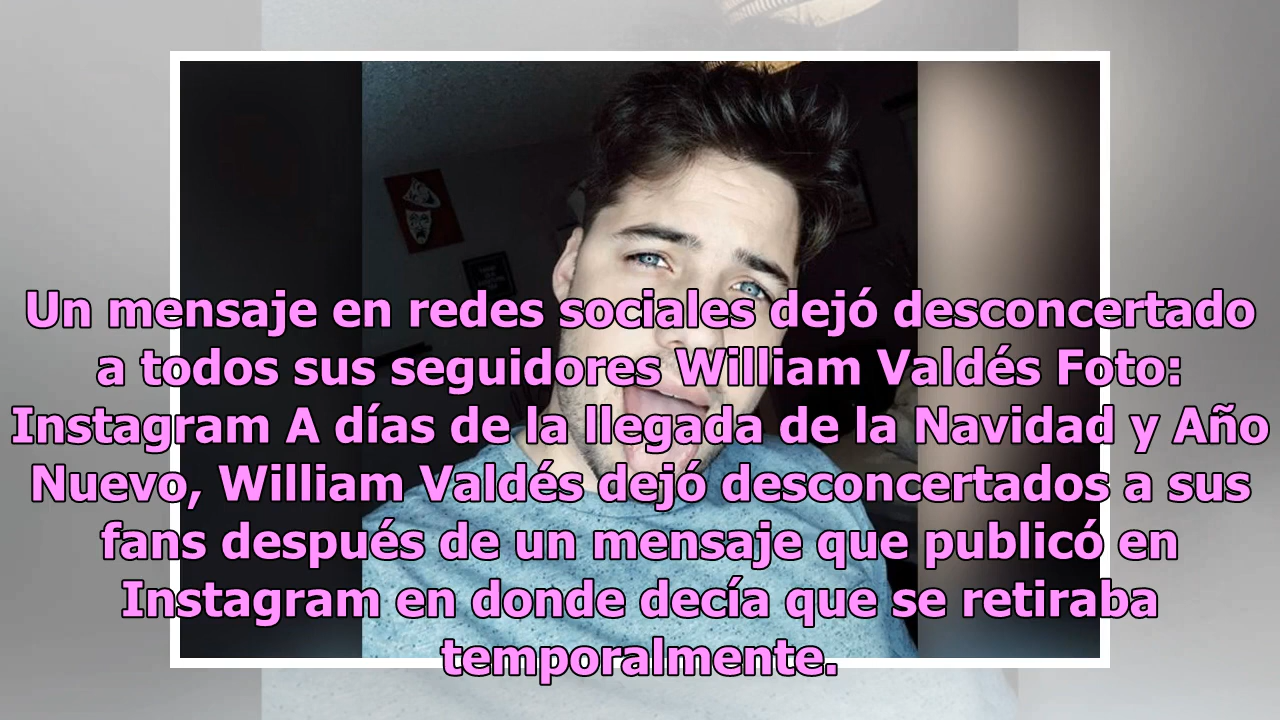 Un mensaje en redes sociales dejó desconcertado
a todos sus seguidores William Valdés Foto:
Instagram A días de la llegada de la Navidad y Año
Nuevo, William Valdés dejó desconcertados a sus
fans después de un mensaje que publicó en
Instagram en donde decía que se retiraba
temporalmente.